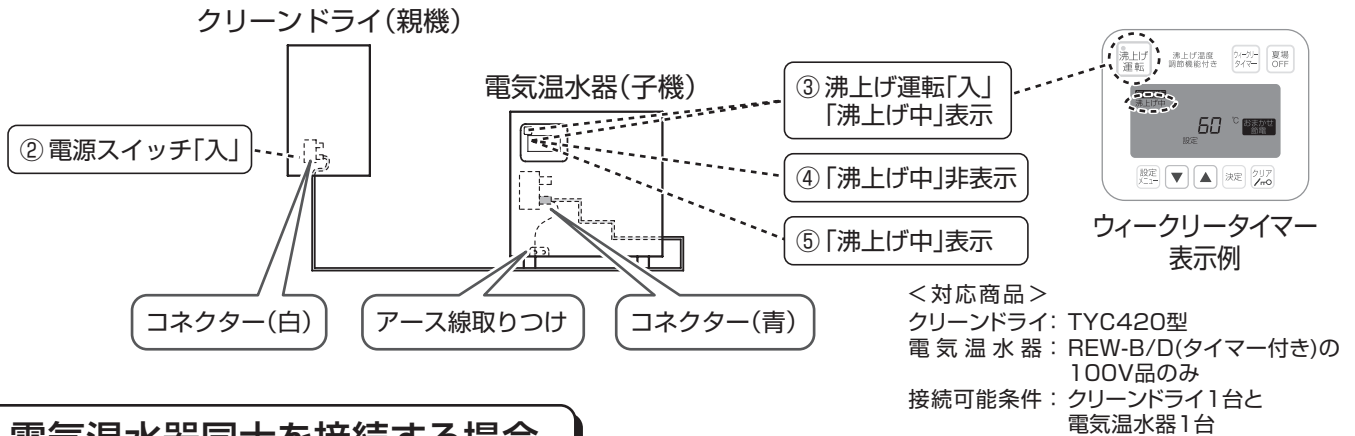 クリーンドライ(親機)
電気温水器(子機)
②電源スイッチ「入」
③沸上げ運転「入」
「沸上げ中」表示
④「沸上げ中」非表示
⑤「沸上げ中」表示
コネクター(白)
アース線取りつけ
コネクター(青)
沸上げ
運転
沸上げ温度
調節機能付き
ウィークリー
タイマー
夏場
OFF
沸上げ中
60 ℃
おまかせ
節電
設定
設定
メニュー
▼
▲
決定
クリア
ウィークリータイマー
表示例
<対応商品>
クリーンドライ:TYC420型
電気温水器:REW-B/D(タイマー付き)の
100V品のみ
接続可能条件:クリーンドライ1台と
電気温水器1台
電気温水器同士を接続する場合